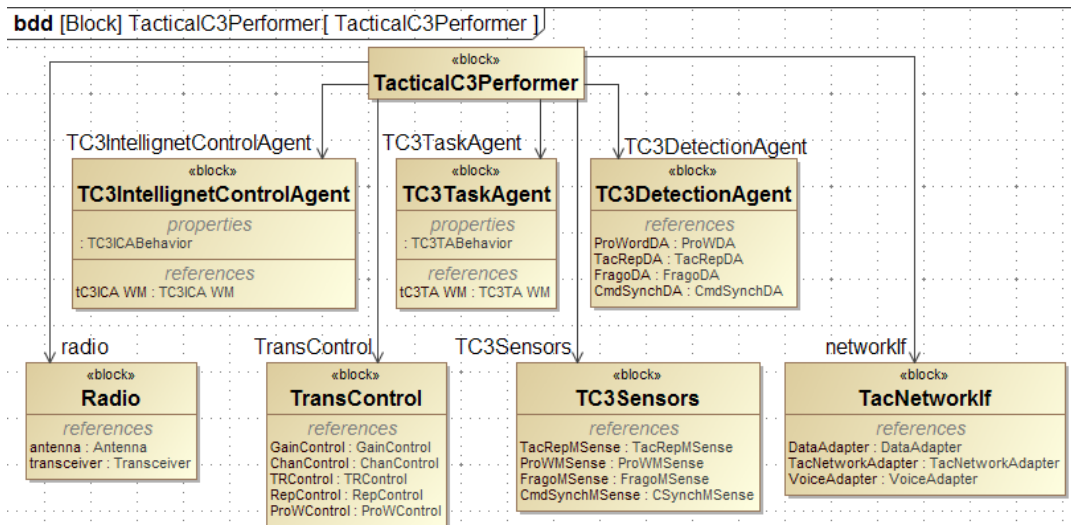 bdd [Block] TacticalC3Performer[ TacticalC3Performer ]
«block»
TacticalC3Performer
TC3IntellignetControlAgent
TC3TaskAgent
TC3DetectionAgent
«block»
TC3IntellignetControlAgent
properties
: TC3ICABehavior
references
tC3ICA WM : TC3ICA WM
«block»
TC3TaskAgent
properties
: TC3TABehavior
references
tC3TA WM : TC3TA WM
«block»
TC3DetectionAgent
references
ProWordDA : ProWDA
TacRepDA : TacRepDA
FragoDA : FragoDA
CmdSynchDA : CmdSynchDA
radio
TransControl
TC3Sensors
networkIf
«block»
Radio
references
antenna : Antenna
transceiver : Transceiver
«block»
TransControl
references
GainControl : GainControl
ChanControl : ChanControl
TRControl : TRControl
RepControl : RepControl
ProWControl : ProWControl
«block»
TC3Sensors
references
TacRepMSense : TacRepMSense
ProWMSense : ProWMSense
FragoMSense : FragoMSense
CmdSynchMSense : CSynchMSense
«block»
TacNetworkIf
references
DataAdapter : DataAdapter
TacNetworkAdapter : TacNetworkAdapter
VoiceAdapter : VoiceAdapter